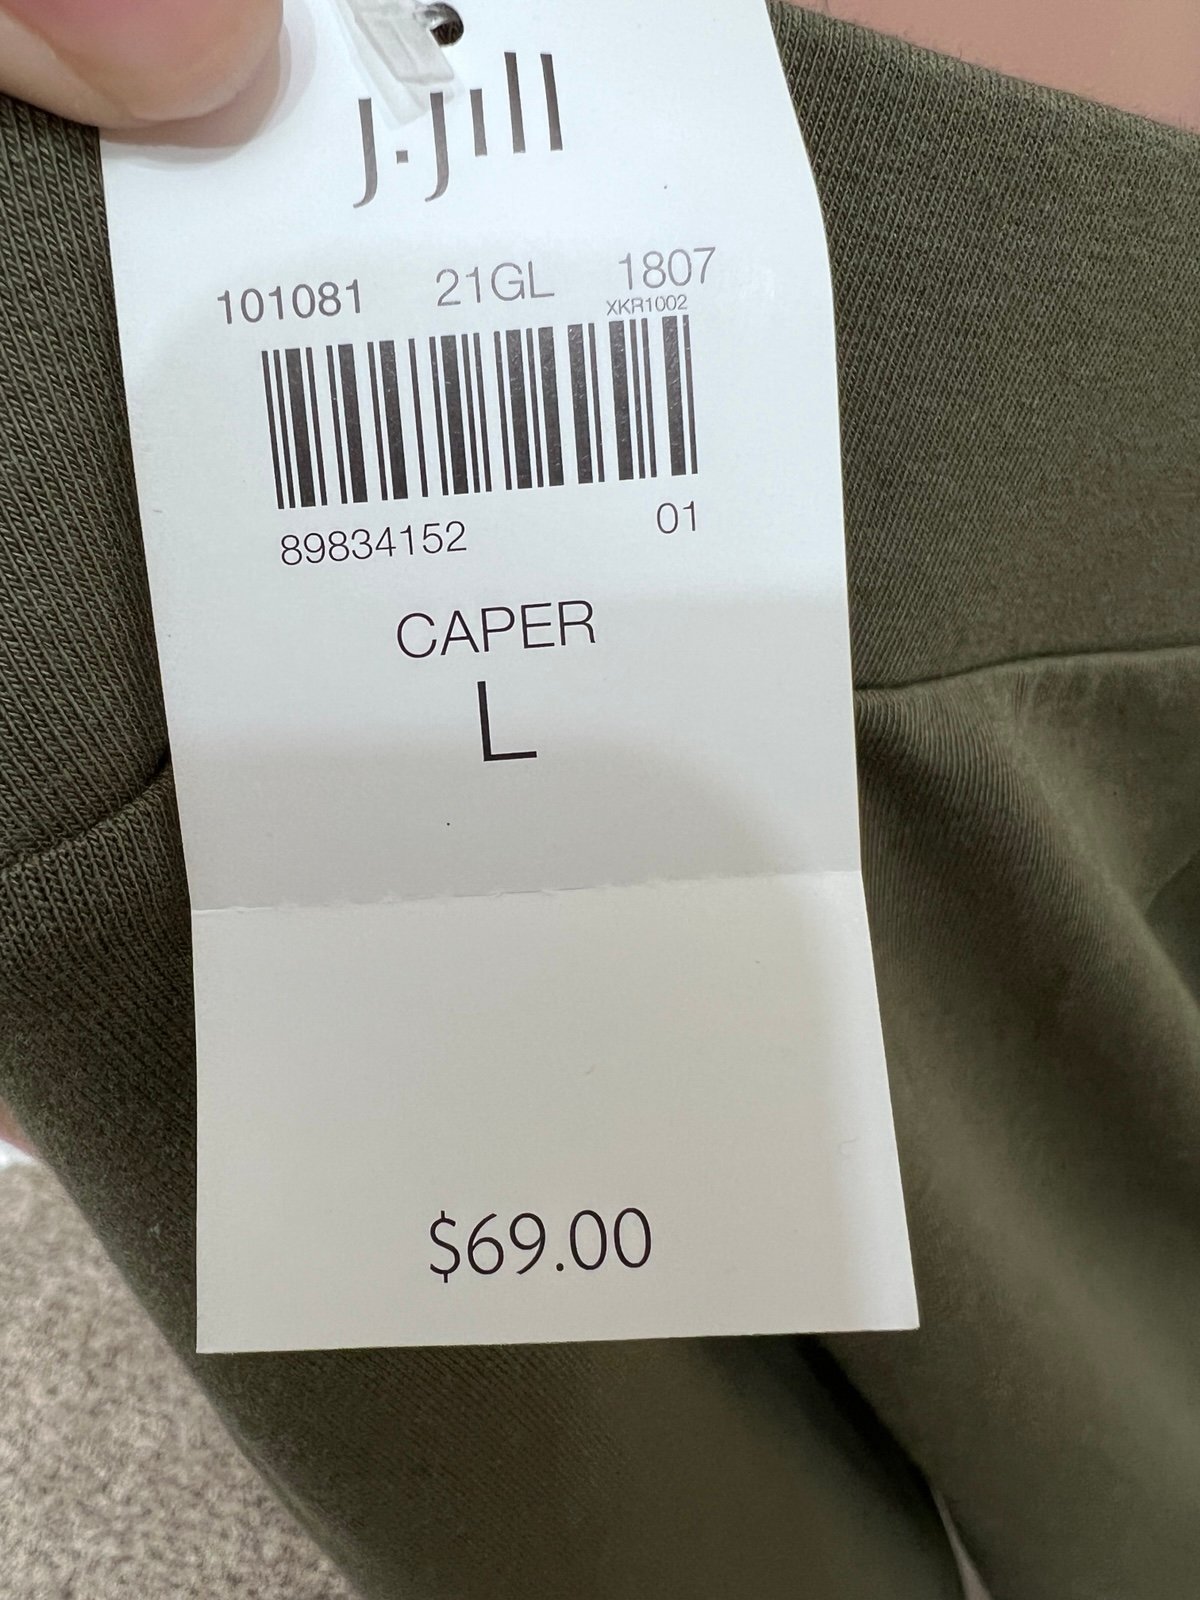 J.Jill
101081 21GL 1807
XKR1002
89834152 01
CAPER
L
$69.00